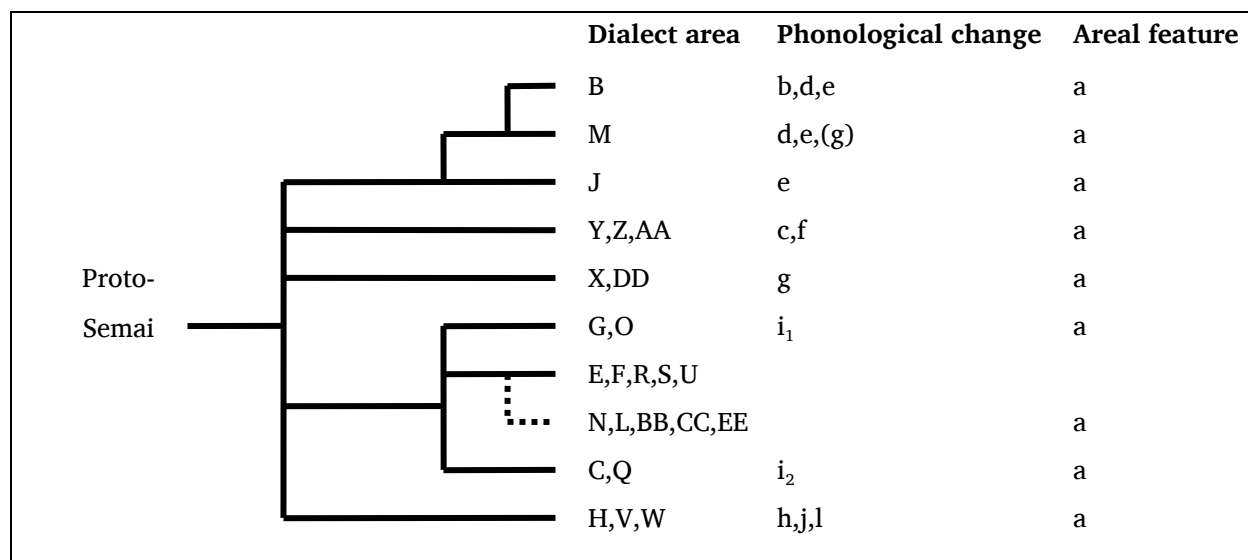 Dialect area Phonological change Areal feature
B b,d,e a
M d,e,(g) a
J e a
Y,Z,AA c,f a
X,DD g a
Proto-
Semai
G,O i₁ a
E,F,R,S,U
N,L,BB,CC,EE a
C,Q i₂ a
H,V,W h,j,l a